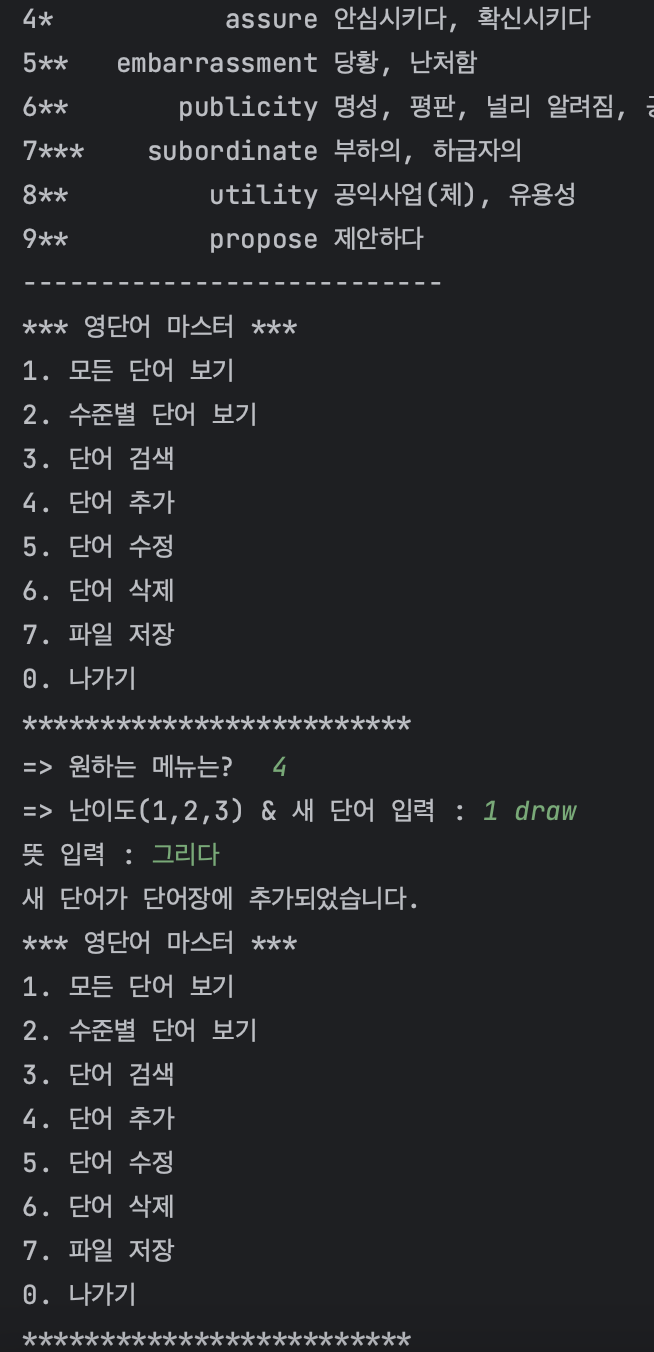 4* assure 안심시키다, 확신시키다
5** embarrassment 당황, 난처함
6** publicity 명성, 평판, 널리 알려짐,
7*** subordinate 부하의, 하급자의
8** utility 공익사업(체), 유용성
9** propose 제안하다
---------------------------
*** 영단어 마스터 ***
1. 모든 단어 보기
2. 수준별 단어 보기
3. 단어 검색
4. 단어 추가
5. 단어 수정
6. 단어 삭제
7. 파일 저장
0. 나가기
*************************
=> 원하는 메뉴는? 4
=> 난이도(1,2,3) & 새 단어 입력 : 1 draw
뜻 입력 : 그리다
새 단어가 단어장에 추가되었습니다.
*** 영단어 마스터 ***
1. 모든 단어 보기
2. 수준별 단어 보기
3. 단어 검색
4. 단어 추가
5. 단어 수정
6. 단어 삭제
7. 파일 저장
0. 나가기
*************************